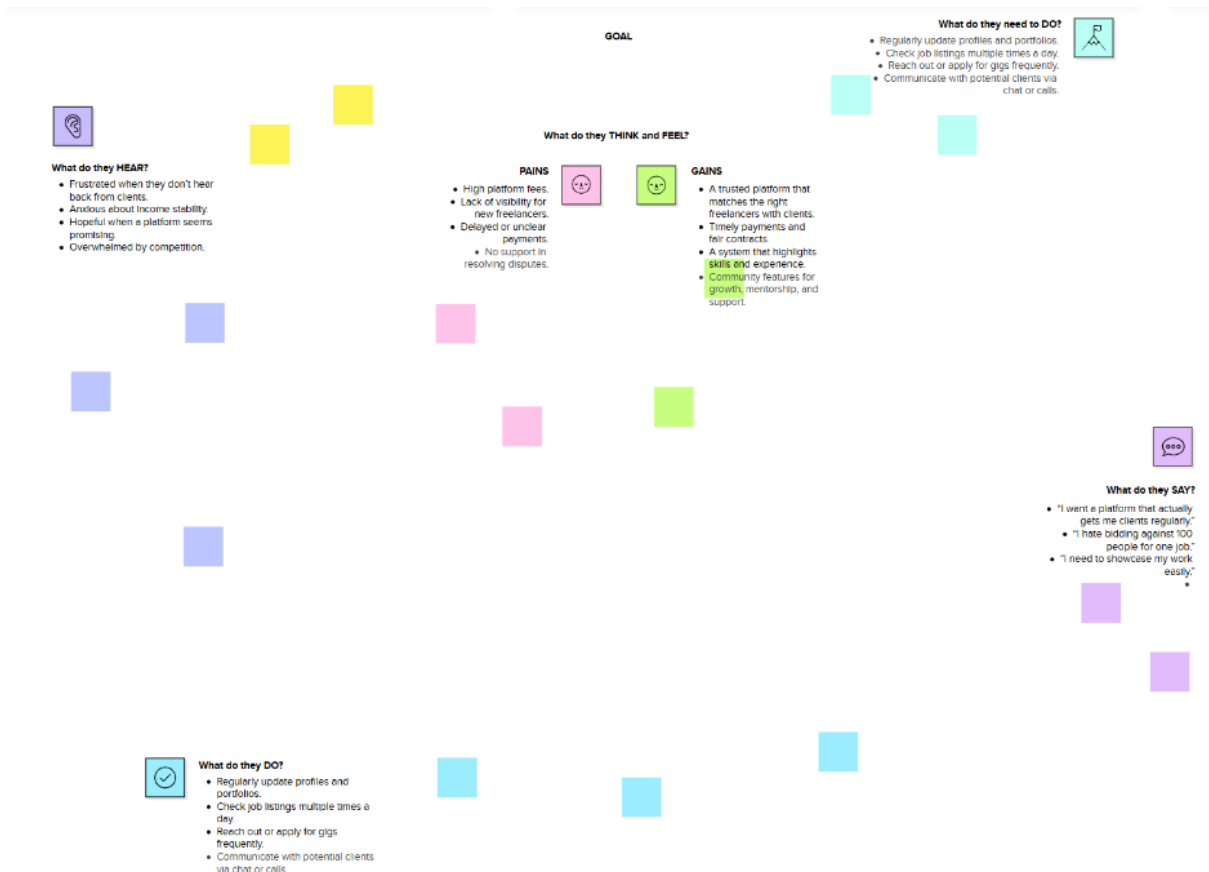 GOAL
What do they need to DO?
• Regularly update profiles and portfolios.
• Check job listings multiple times a day.
• Reach out or apply for gigs frequently.
• Communicate with potential clients via
chat or calls.
What do they HEAR?
• Frustrated when they don't hear
back from clients.
• Anxious about income stability.
• Hopeful when a platform seems
promising.
• Overwhelmed by competition.
What do they THINK and FEEL?
PAINS
• High platform fees.
• Lack of visibility for
new freelancers.
• Delayed or unclear
payments.
• No support in
resolving disputes.
GAINS
• A trusted platform that
matches the right
freelancers with clients.
• Timely payments and
fair contracts.
• A system that highlights
skills and experience.
• Community features for
growth, mentorship, and
support.
What do they SAY?
• "I want a platform that actually
gets me clients regularly."
• "I hate bidding against 100
people for one job."
• "I need to showcase my work
easily."
•
What do they DO?
• Regularly update profiles and
portfolios.
• Check job listings multiple times a
day.
• Reach out or apply for gigs
frequently.
• Communicate with potential clients
via chat or calls